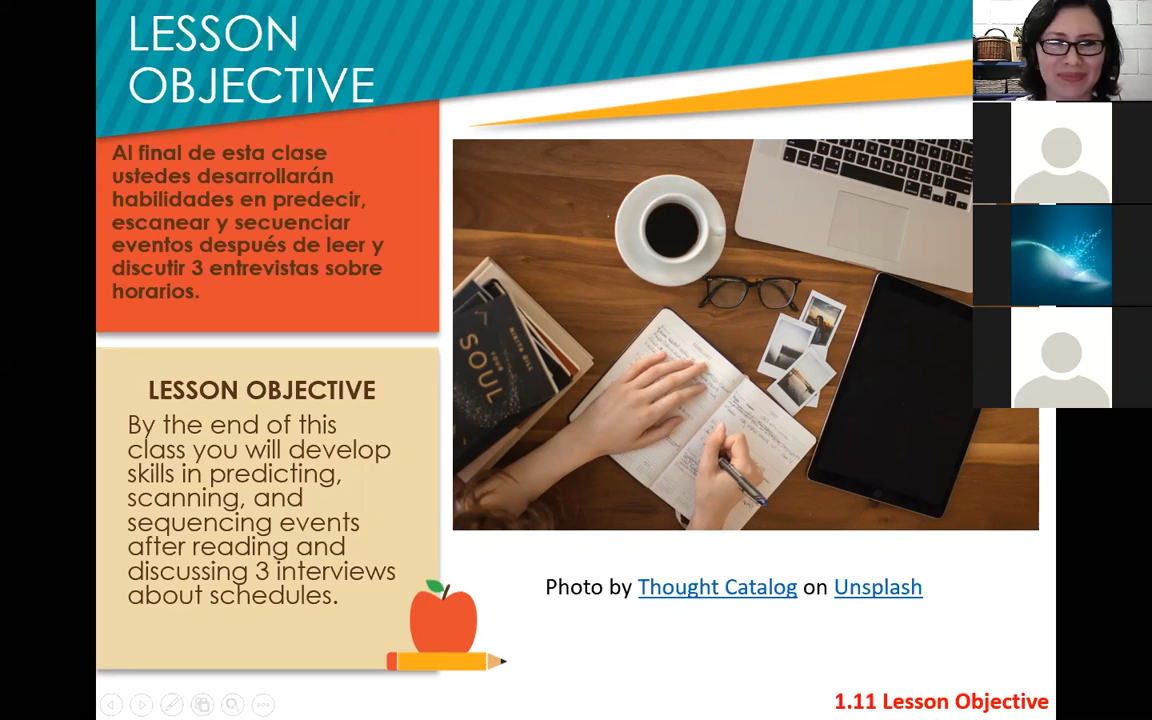 LESSON
OBJECTIVE
Al final de esta clase
ustedes desarrollarán
habilidades en predecir,
escanear y secuenciar
eventos después de leer y
discutir 3 entrevistas sobre
horarios.
LESSON OBJECTIVE
By the end of this
class you will develop
skills in predicting,
scanning, and
sequencing events
after reading and
discussing 3 interviews
about schedules.
YOUR
SOUL
NIKITA GILL
Photo by Thought Catalog on Unsplash
1.11 Lesson Objective